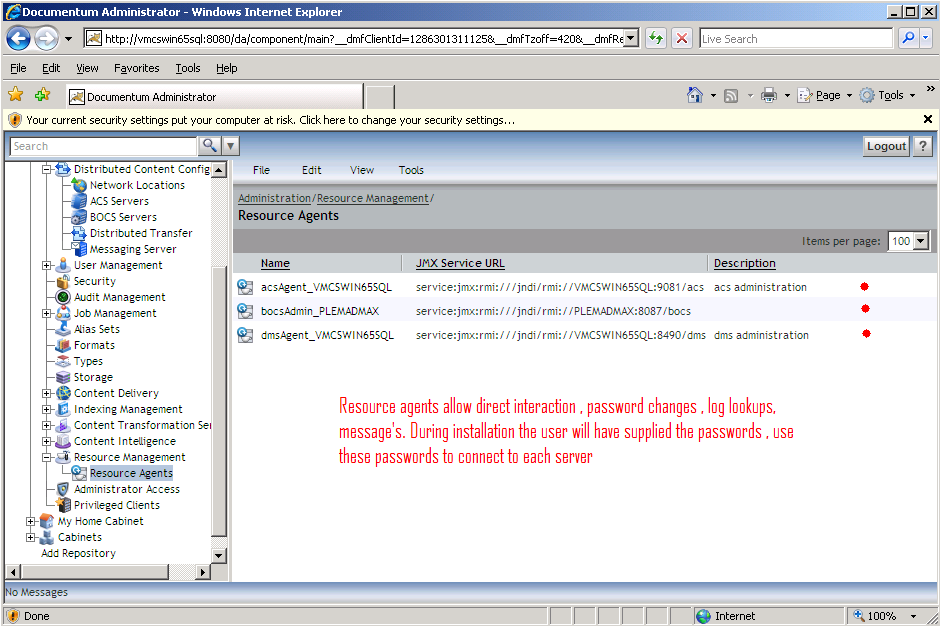 Documentum Administrator - Windows Internet Explorer
http://vmcswin65sql:8080/da/component/main?__dmfClientId=1286301311125&__dmfTzoff=420&__dmfRe
Live Search
File Edit View Favorites Tools Help
Documentum Administrator
Page Tools
Your current security settings put your computer at risk. Click here to change your security settings...
Search
Logout ?
File Edit View Tools
Distributed Content Config
Network Locations
ACS Servers
BOCS Servers
Distributed Transfer
Messaging Server
User Management
Security
Audit Management
Job Management
Alias Sets
Formats
Types
Storage
Content Delivery
Indexing Management
Content Transformation Ser
Content Intelligence
Resource Management
Resource Agents
Administrator Access
Privileged Clients
My Home Cabinet
Cabinets
Add Repository
Administration/Resource Management/
Resource Agents
Items per page: 100
Name JMX Service URL Description
acsAgent_VMCSWIN65SQL service:jmx:rmi:///jndi/rmi://VMCSWIN65SQL:9081/acs acs administration
bocsAdmin_PLEMADMAX service:jmx:rmi:///jndi/rmi://PLEMADMAX:8087/bocs
dmsAgent_VMCSWIN65SQL service:jmx:rmi:///jndi/rmi://VMCSWIN65SQL:8490/dms dms administration
Resource agents allow direct interaction , password changes , log lookups,
message's. During installation the user will have supplied the passwords , use
these passwords to connect to each server
No Messages
Done Internet 100%